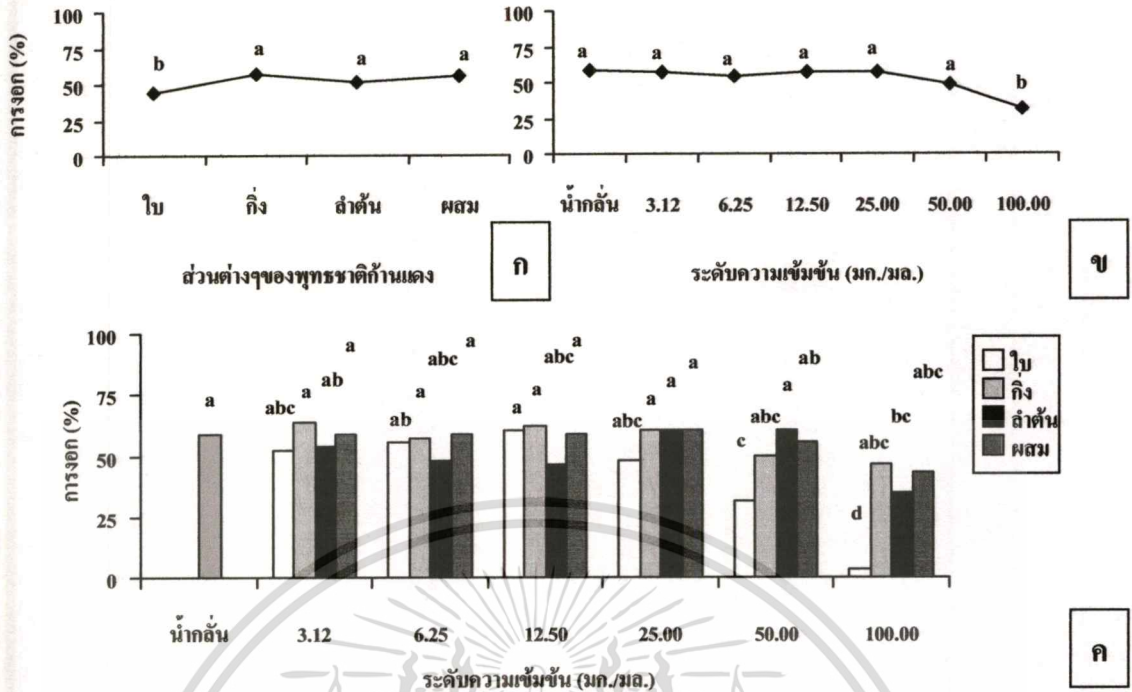 การงอก (%)
100
75
50
25
0
b
a
a
a
ใบ
กิ่ง
ลำต้น
ผสม
ส่วนต่างๆของพุทธชาติก้านแดง
ก
100
75
50
25
0
a
a
a
a
a
a
b
น้ำกลั่น
3.12
6.25
12.50
25.00
50.00
100.00
ระดับความเข้มข้น (มก./มล.)
ข
การงอก (%)
100
75
50
25
0
a
abc
a
ab
a
ab
a
abc
a
a
a
abc
a
abc
a
a
a
c
abc
a
ab
d
abc
bc
abc
น้ำกลั่น
3.12
6.25
12.50
25.00
50.00
100.00
ระดับความเข้มข้น (มก./มล.)
ใบ
กิ่ง
ลำต้น
ผสม
ค